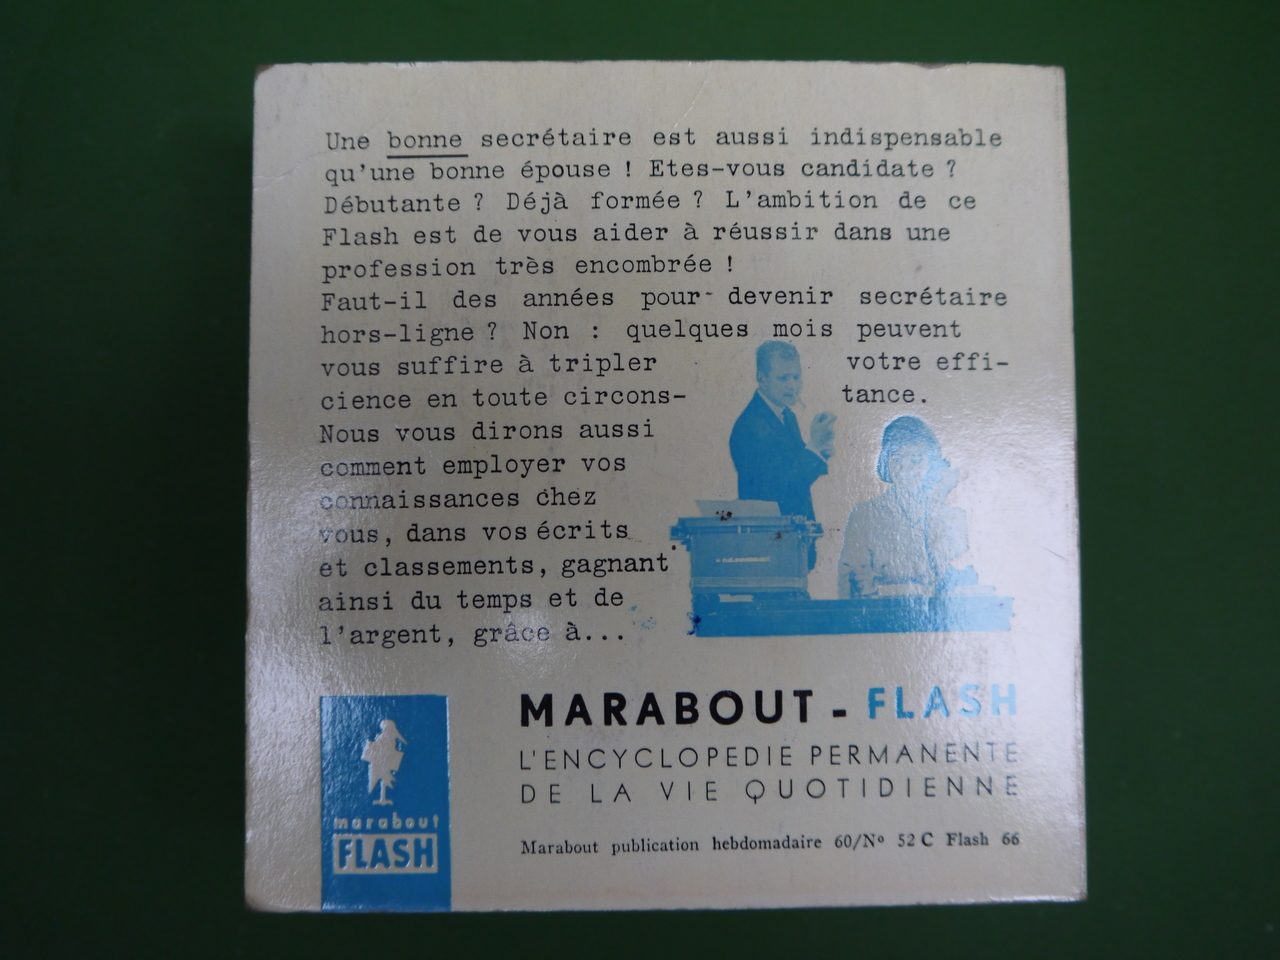 Une bonne secrétaire est aussi indispensable
qu'une bonne épouse ! Etes-vous candidate ?
Débutante ? Déjà formée ? L'ambition de ce
Flash est de vous aider à réussir dans une
profession très encombrée !
Faut-il des années pour devenir secrétaire
hors-ligne ? Non : quelques mois peuvent
vous suffire à tripler votre effi-
cience en toute circons- tance.
Nous vous dirons aussi
comment employer vos
connaissances chez
vous, dans vos écrits
et classements, gagnant
ainsi du temps et de
l'argent, grâce à...
MARABOUT - FLASH
L'ENCYCLOPEDIE PERMANENTE
DE LA VIE QUOTIDIENNE
marabout
FLASH
Marabout publication hebdomadaire 60/Nº 52 C Flash 66